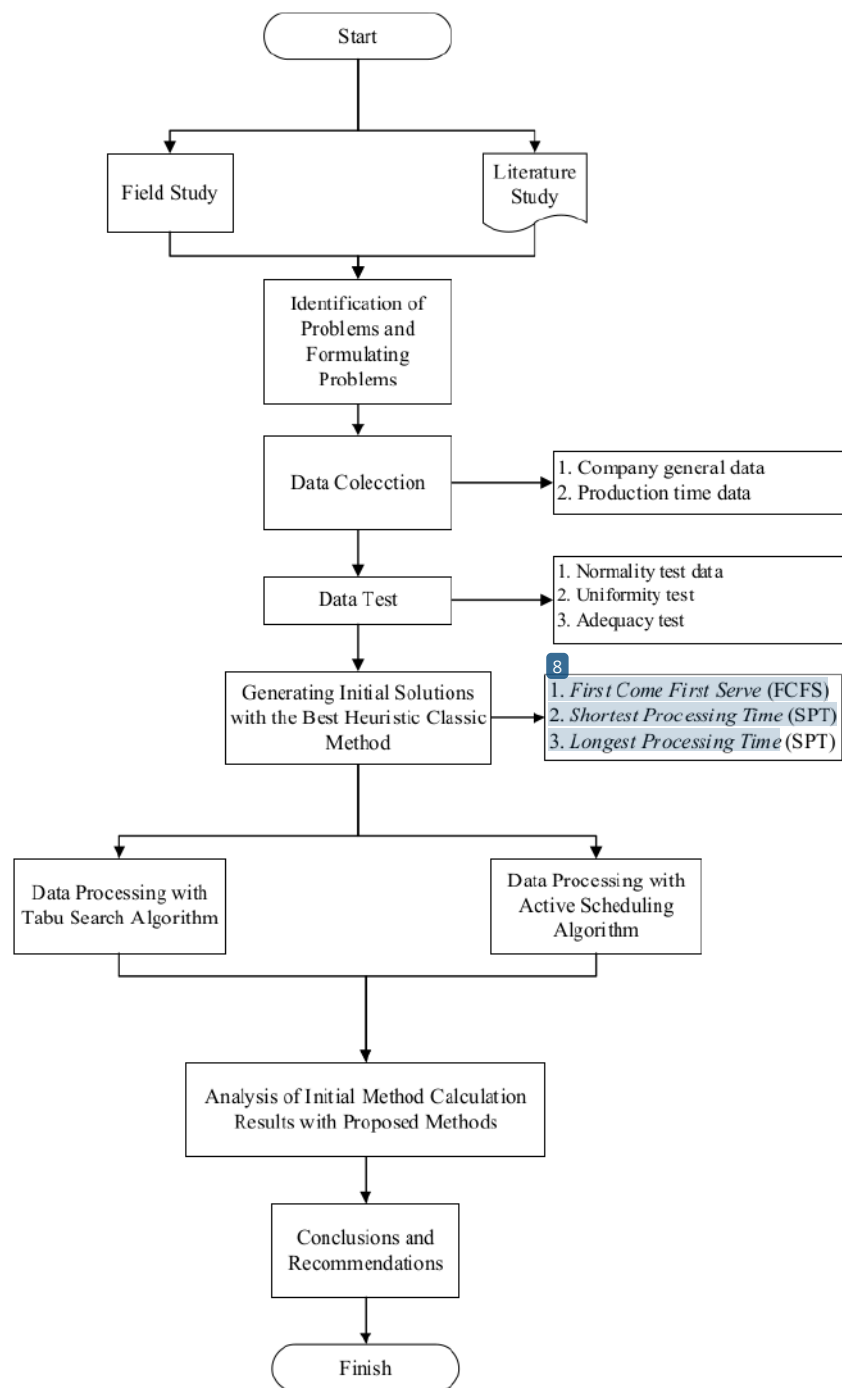 Start
Field Study
Literature
Study
Identification of
Problems and
Formulating
Problems
Data Colecction
1. Company general data
2. Production time data
Data Test
1. Normality test data
2. Uniformity test
3. Adequacy test
Generating Initial Solutions
with the Best Heuristic Classic
Method
8
1. First Come First Serve (FCFS)
2. Shortest Processing Time (SPT)
3. Longest Processing Time (SPT)
Data Processing with
Tabu Search Algorithm
Data Processing with
Active Scheduling
Algorithm
Analysis of Initial Method Calculation
Results with Proposed Methods
Conclusions and
Recommendations
Finish